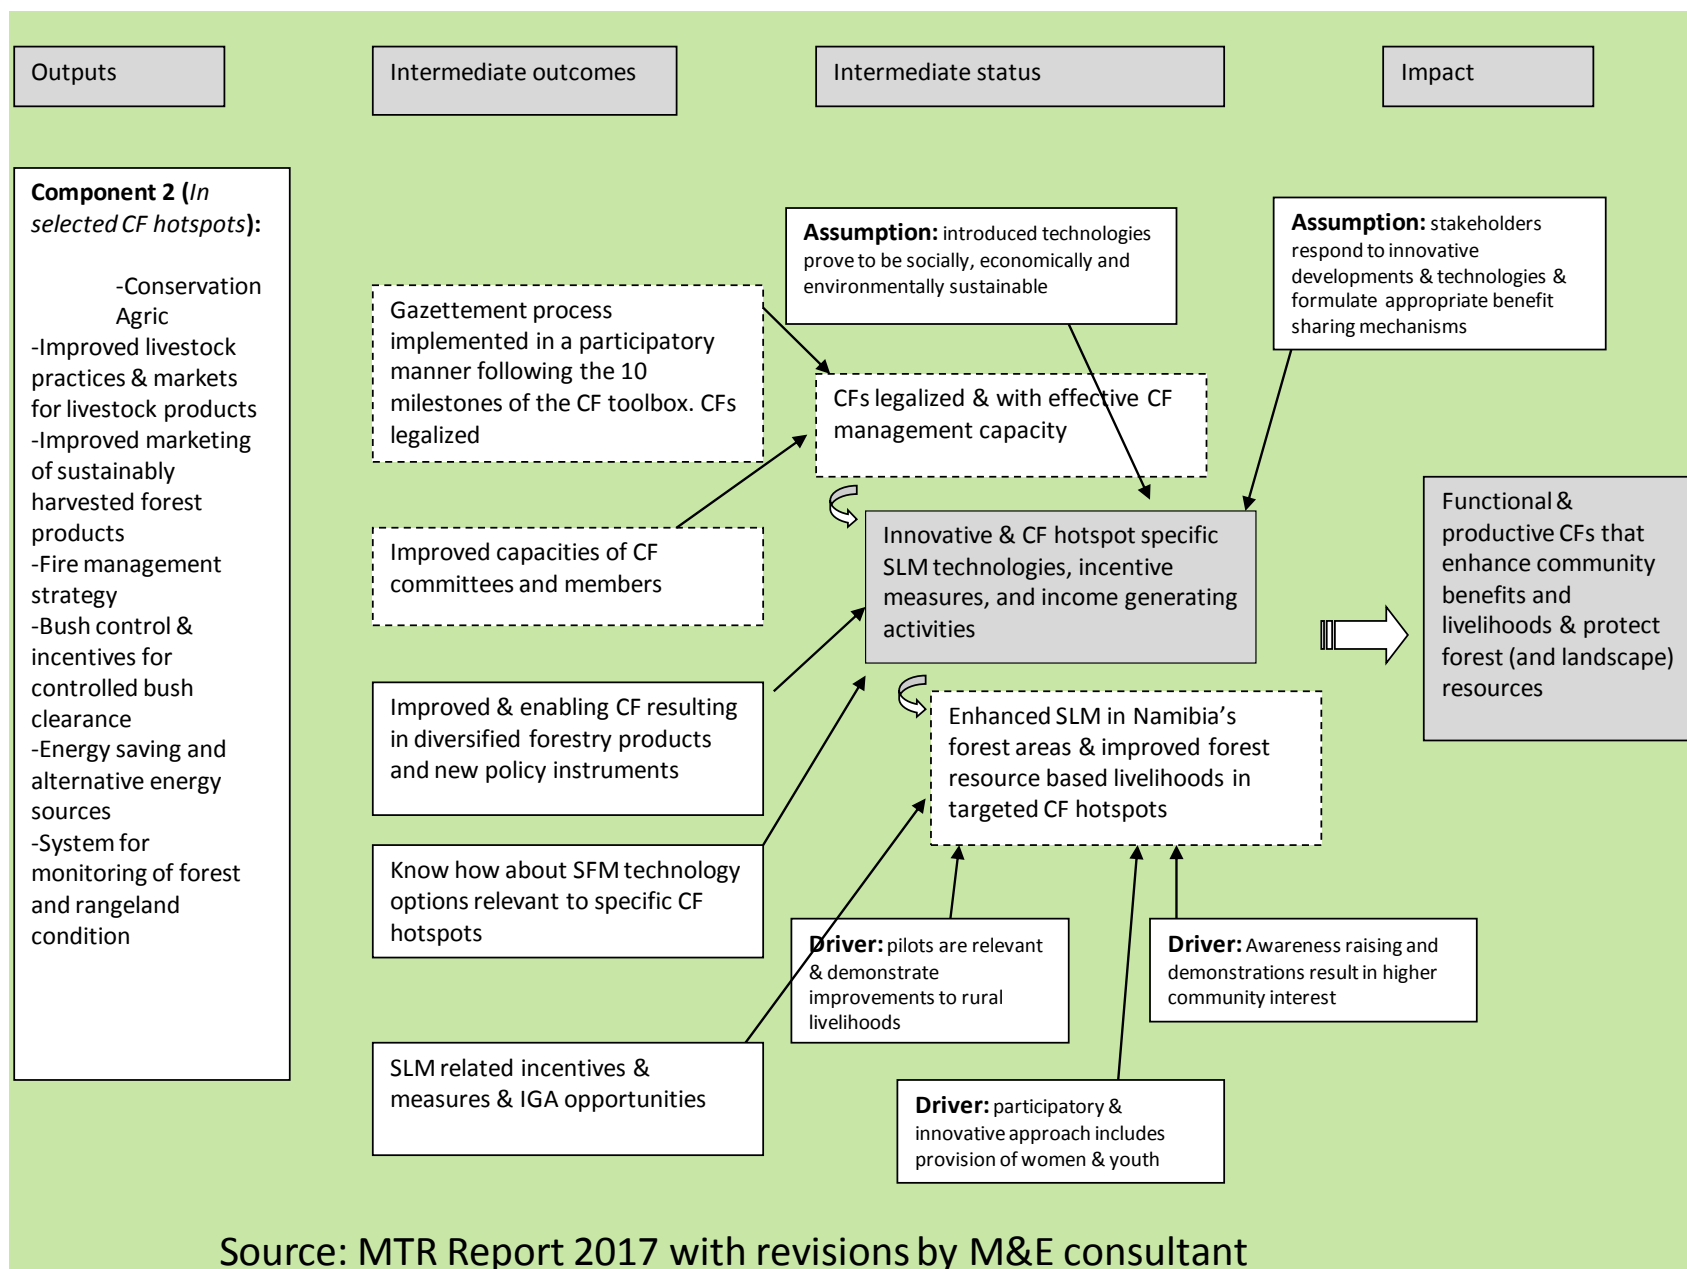 Outputs
Intermediate outcomes
Intermediate status
Impact
Component 2 (In
selected CF hotspots):
-Conservation
Agric
-Improved livestock
practices & markets
for livestock products
-Improved marketing
of sustainably
harvested forest
products
-Fire management
strategy
-Bush control &
incentives for
controlled bush
clearance
-Energy saving and
alternative energy
sources
-System for
monitoring of forest
and rangeland
condition
Gazettement process
implemented in a participatory
manner following the 10
milestones of the CF toolbox. CFs
legalized
Improved capacities of CF
committees and members
Improved & enabling CF resulting
in diversified forestry products
and new policy instruments
Know how about SFM technology
options relevant to specific CF
hotspots
SLM related incentives &
measures & IGA opportunities
Assumption: introduced technologies
prove to be socially, economically and
environmentally sustainable
Assumption: stakeholders
respond to innovative
developments & technologies &
formulate appropriate benefit
sharing mechanisms
CFs legalized & with effective CF
management capacity
Innovative & CF hotspot specific
SLM technologies, incentive
measures, and income generating
activities
Enhanced SLM in Namibia’s
forest areas & improved forest
resource based livelihoods in
targeted CF hotspots
Driver: pilots are relevant
& demonstrate
improvements to rural
livelihoods
Driver: Awareness raising and
demonstrations result in higher
community interest
Driver: participatory &
innovative approach includes
provision of women & youth
Functional &
productive CFs that
enhance community
benefits and
livelihoods & protect
forest (and landscape)
resources
Source: MTR Report 2017 with revisions by M&E consultant